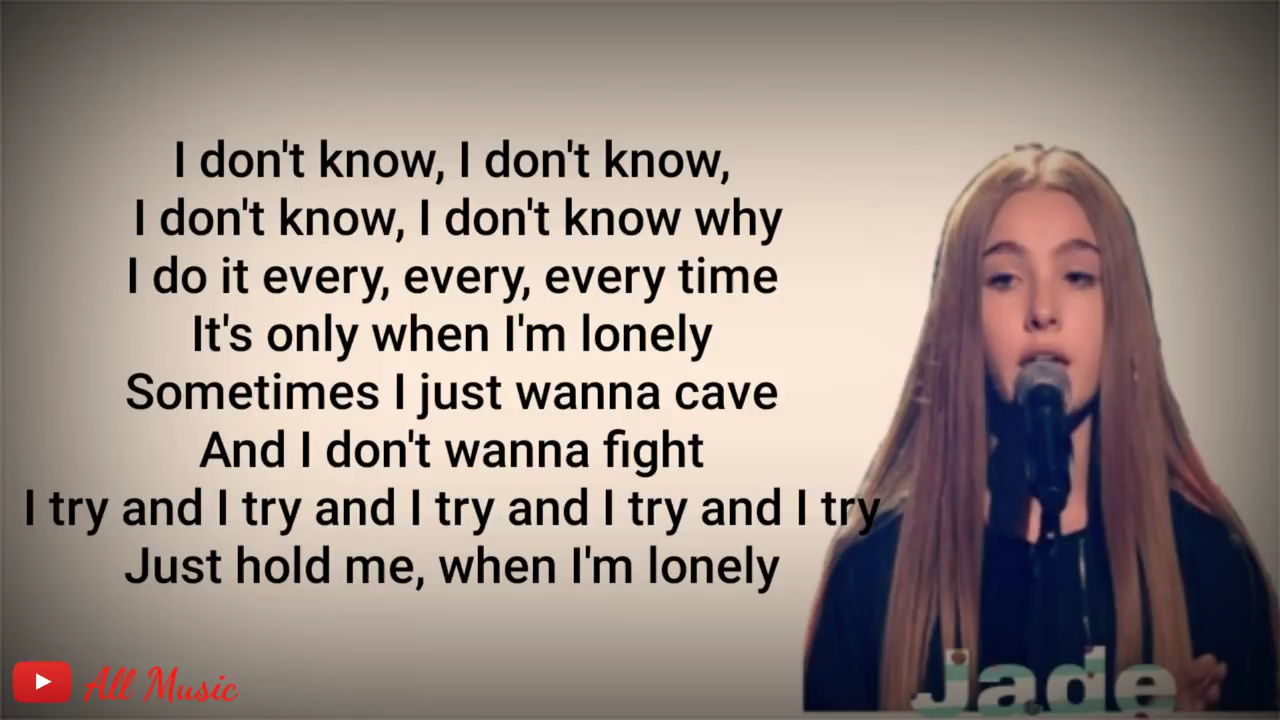 I don't know, I don't know,
I don't know, I don't know why
I do it every, every, every time
It's only when I'm lonely
Sometimes I just wanna cave
And I don't wanna fight
I try and I try and I try and I try and I try
Just hold me, when I'm lonely
All Music
Jade